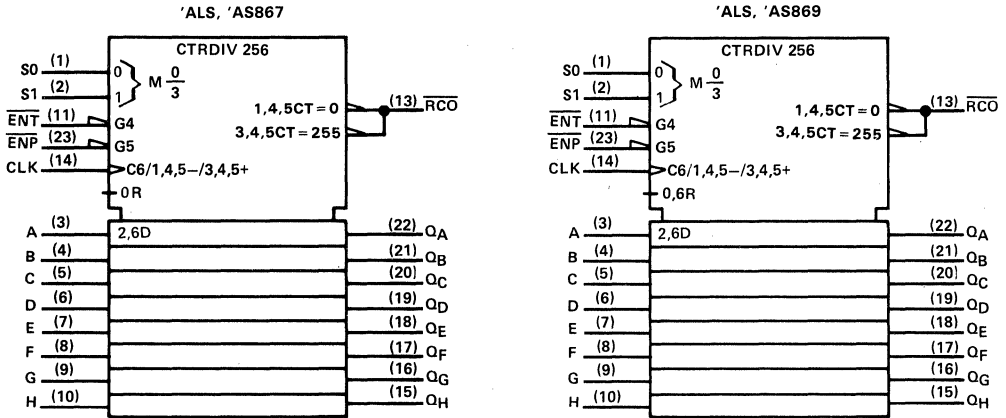 'ALS, 'AS867
CTRDIV 256
S0 (1) 0
S1 (2) 1
M 0/3
1,4,5CT = 0
3,4,5CT = 255
(13) RCO
ENT (11) G4
ENP (23) G5
CLK (14) C6/1,4,5−/3,4,5+
0R
A (3) 2,6D (22) QA
B (4) (21) QB
C (5) (20) QC
D (6) (19) QD
E (7) (18) QE
F (8) (17) QF
G (9) (16) QG
H (10) (15) QH
'ALS, 'AS869
CTRDIV 256
S0 (1) 0
S1 (2) 1
M 0/3
1,4,5CT = 0
3,4,5CT = 255
(13) RCO
ENT (11) G4
ENP (23) G5
CLK (14) C6/1,4,5−/3,4,5+
0,6R
A (3) 2,6D (22) QA
B (4) (21) QB
C (5) (20) QC
D (6) (19) QD
E (7) (18) QE
F (8) (17) QF
G (9) (16) QG
H (10) (15) QH